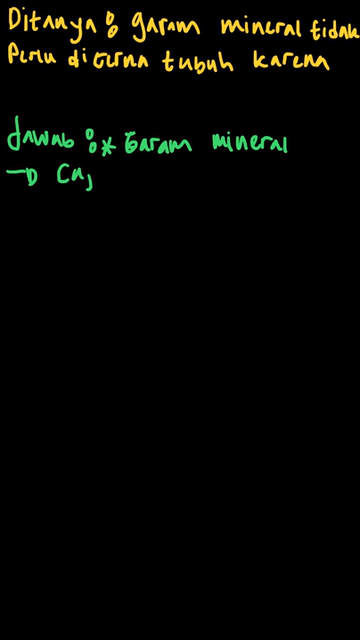 Ditanya : garam mineral tidak
Perlu dicerna tubuh karena
Jawab : * Garam mineral
→ Ca,